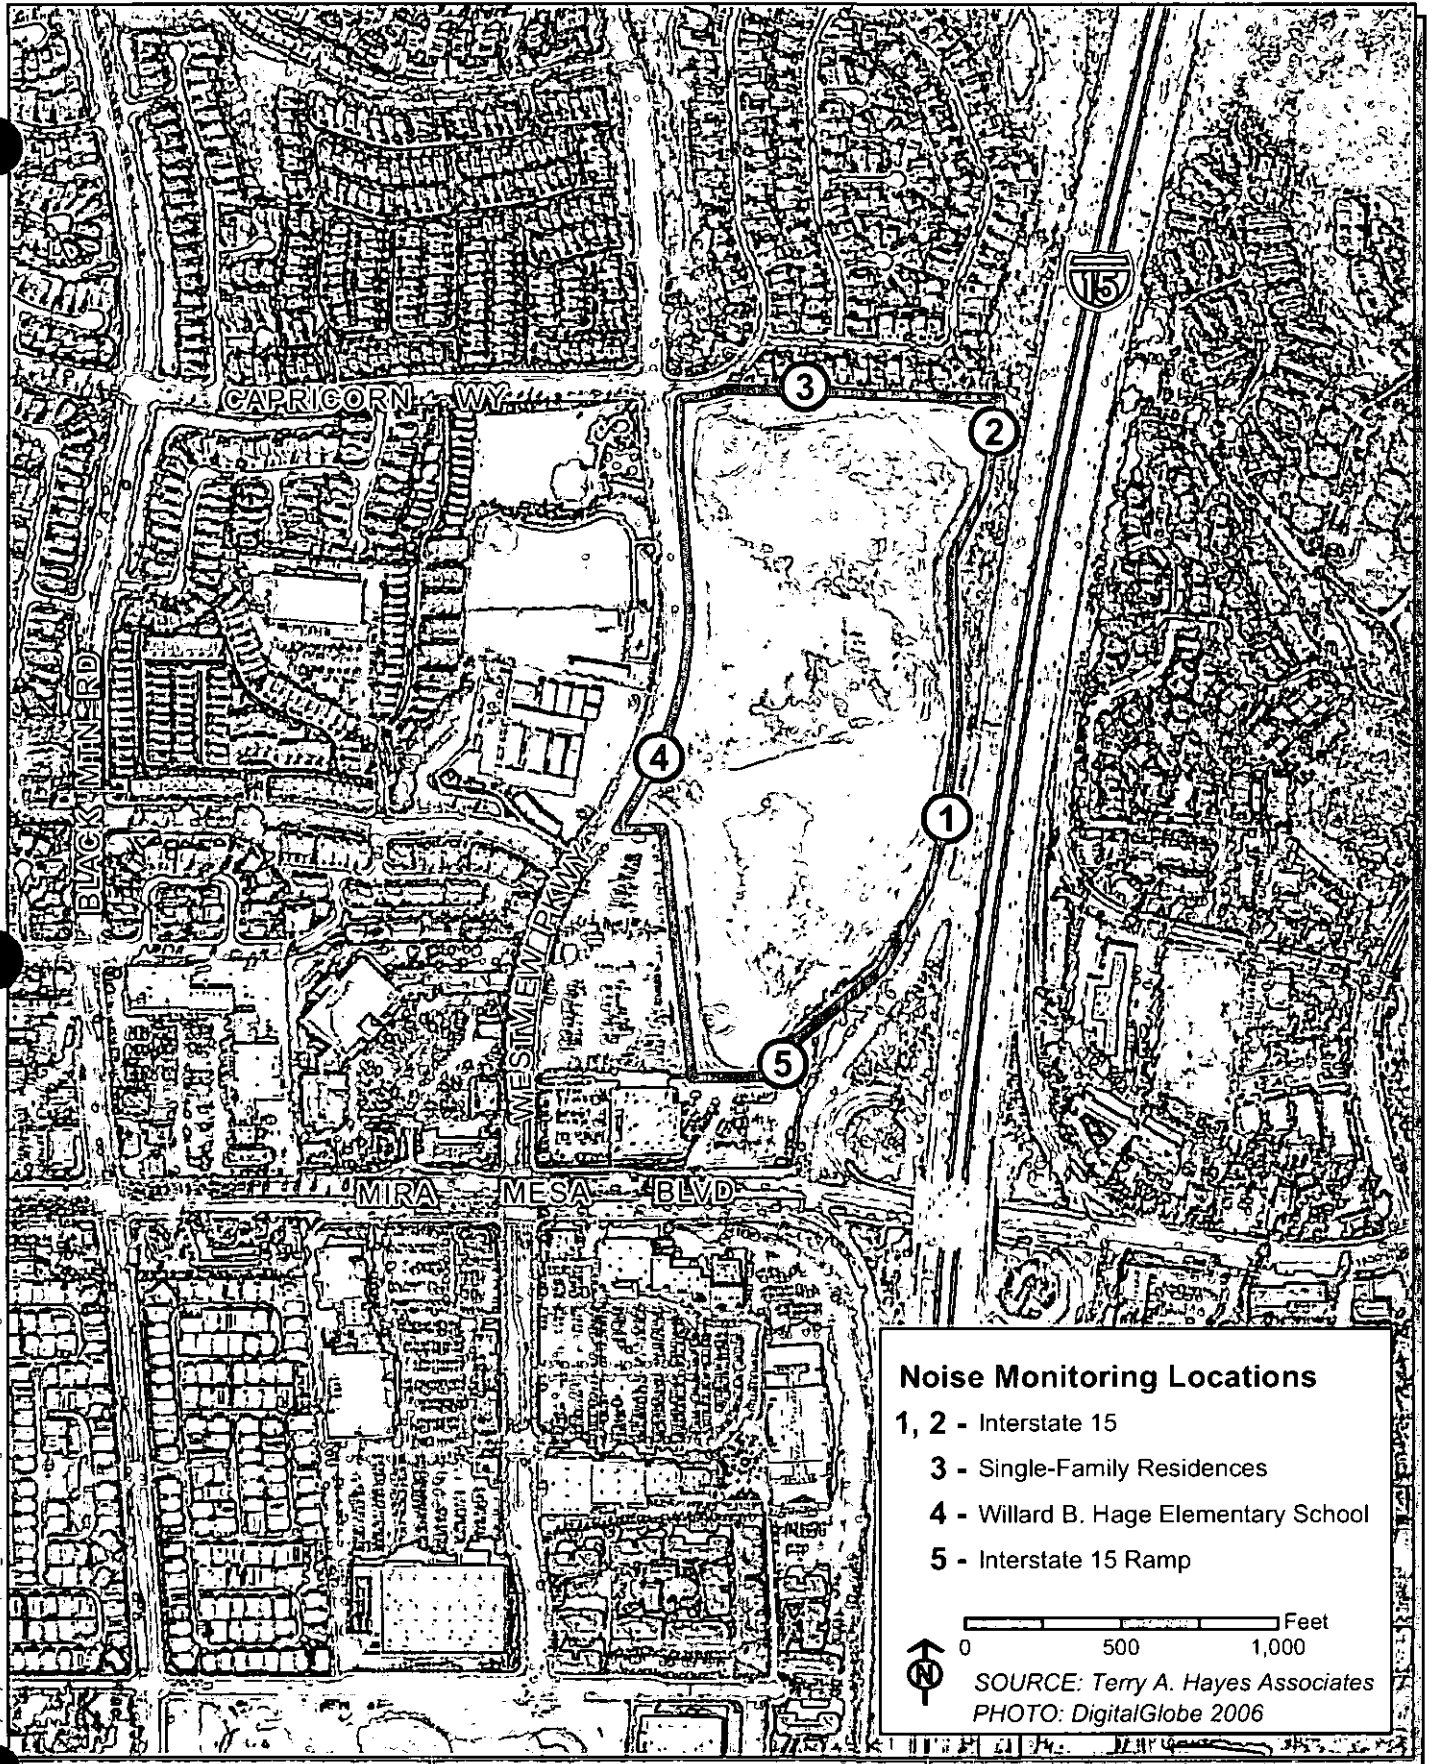 15
CAPRICORN WY
3
2
BLACK MTN RD
4
1
WESTVIEW PKWY
5
MIRA MESA BLVD
Noise Monitoring Locations
1, 2 - Interstate 15
3 - Single-Family Residences
4 - Willard B. Hage Elementary School
5 - Interstate 15 Ramp
Feet
0 500 1,000
N
SOURCE: Terry A. Hayes Associates
PHOTO: DigitalGlobe 2006